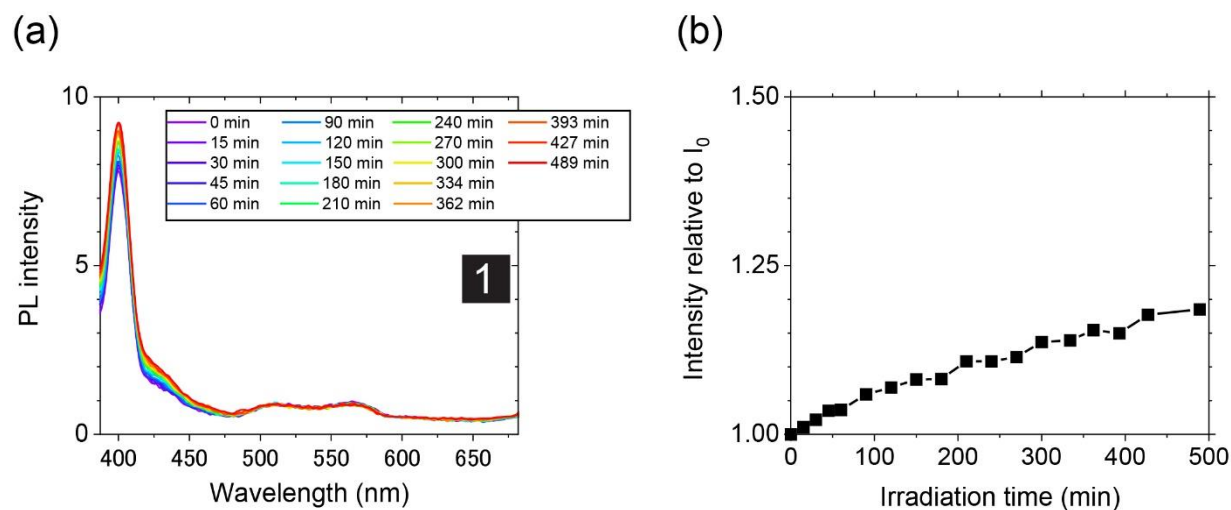 (a)
(b)
10
5
0
PL intensity
0 min 90 min 240 min 393 min
15 min 120 min 270 min 427 min
30 min 150 min 300 min 489 min
45 min 180 min 334 min
60 min 210 min 362 min
1
400 450 500 550 600 650
Wavelength (nm)
1.50
1.25
1.00
Intensity relative to I₀
0 100 200 300 400 500
Irradiation time (min)